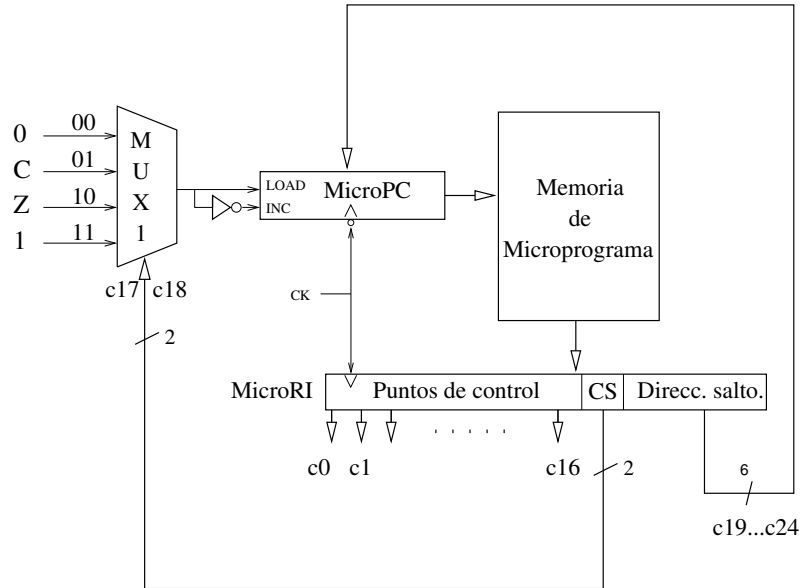 0
00
C
01
Z
10
1
11
M
U
X
1
c17
c18
2
LOAD
INC
MicroPC
CK
Memoria
de
Microprograma
MicroRI
Puntos de control
CS
Direcc. salto.
c0
c1
. . . . . .
c16
2
6
c19...c24